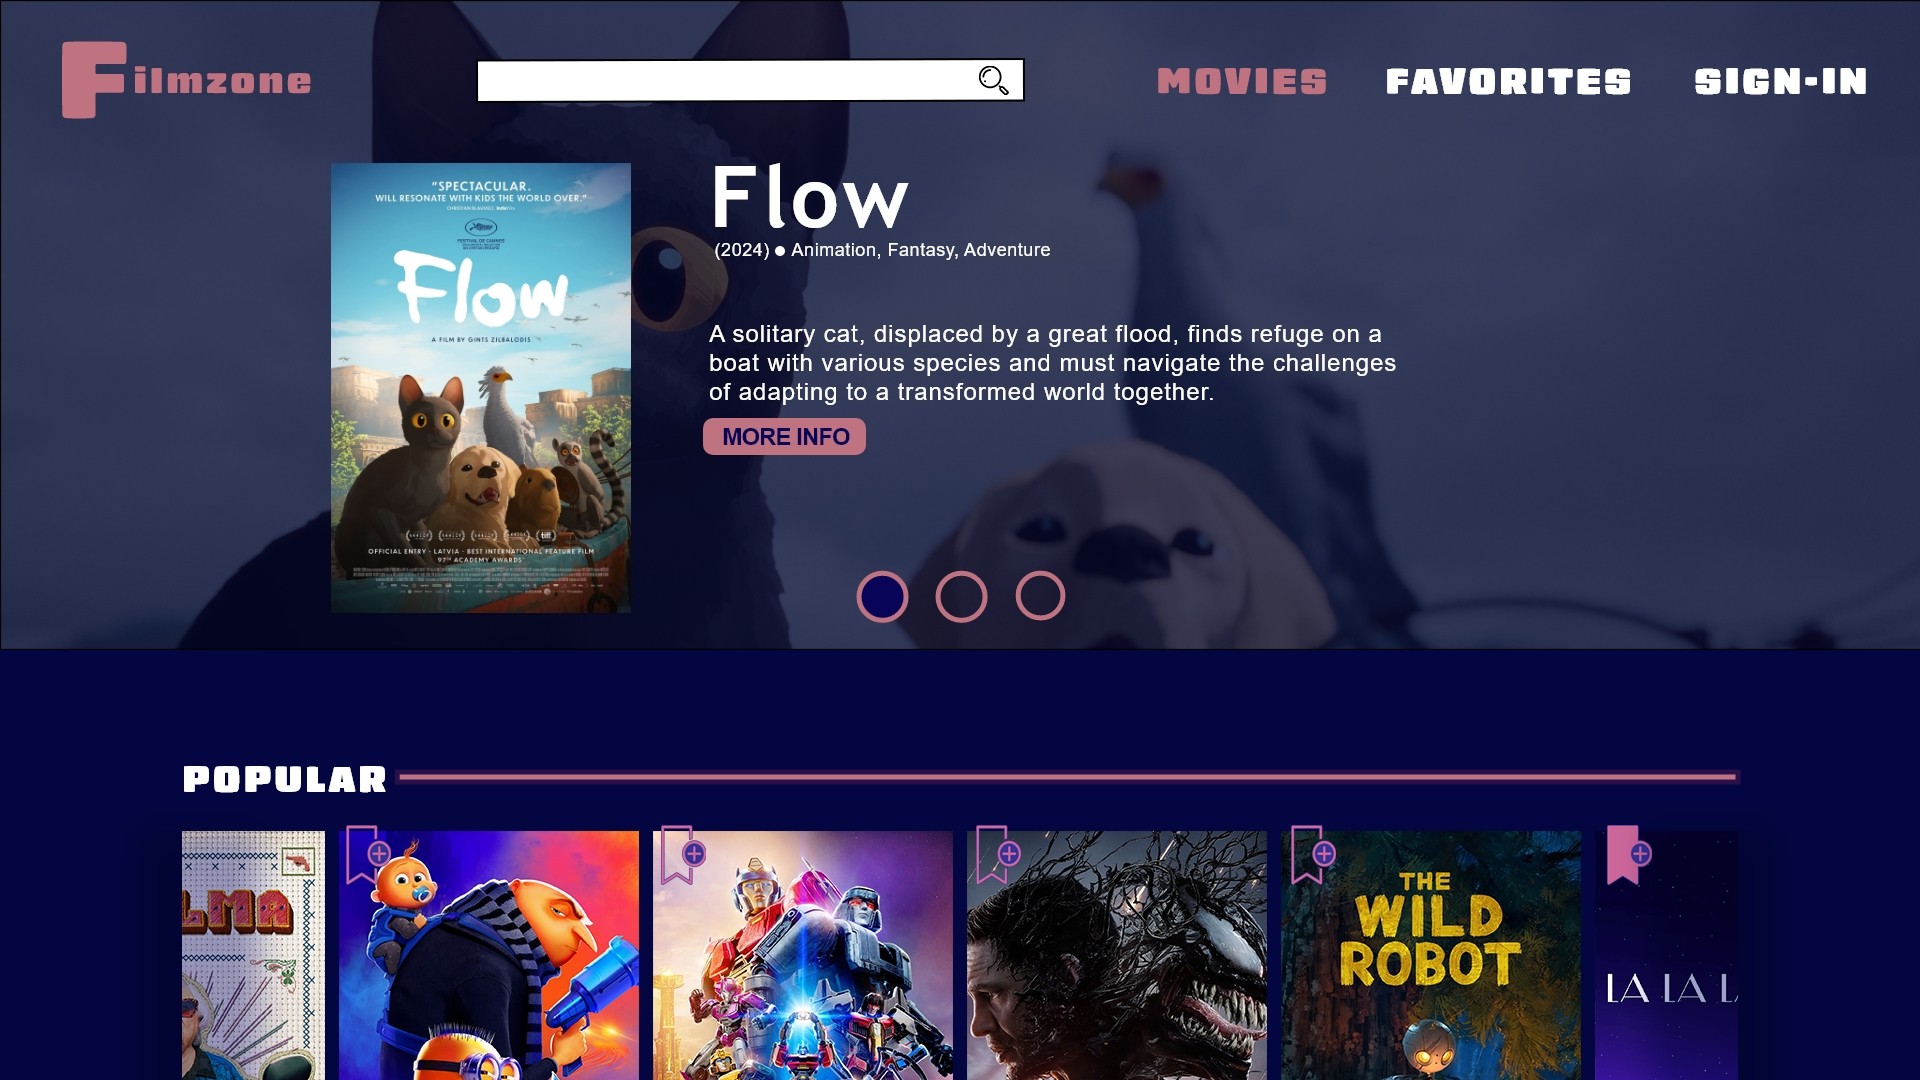 Filmzone
MOVIES
FAVORITES
SIGN-IN
"SPECTACULAR.
WILL RESONATE WITH KIDS THE WORLD OVER."
FESTIVAL DE CANNES
Flow
A FILM BY GINTS ZILBALODIS
OFFICIAL ENTRY - LATVIA - BEST INTERNATIONAL FEATURE FILM
97TH ACADEMY AWARDS
Flow
(2024) ● Animation, Fantasy, Adventure
A solitary cat, displaced by a great flood, finds refuge on a
boat with various species and must navigate the challenges
of adapting to a transformed world together.
MORE INFO
POPULAR
LMA
THE
WILD
ROBOT
LA LA L